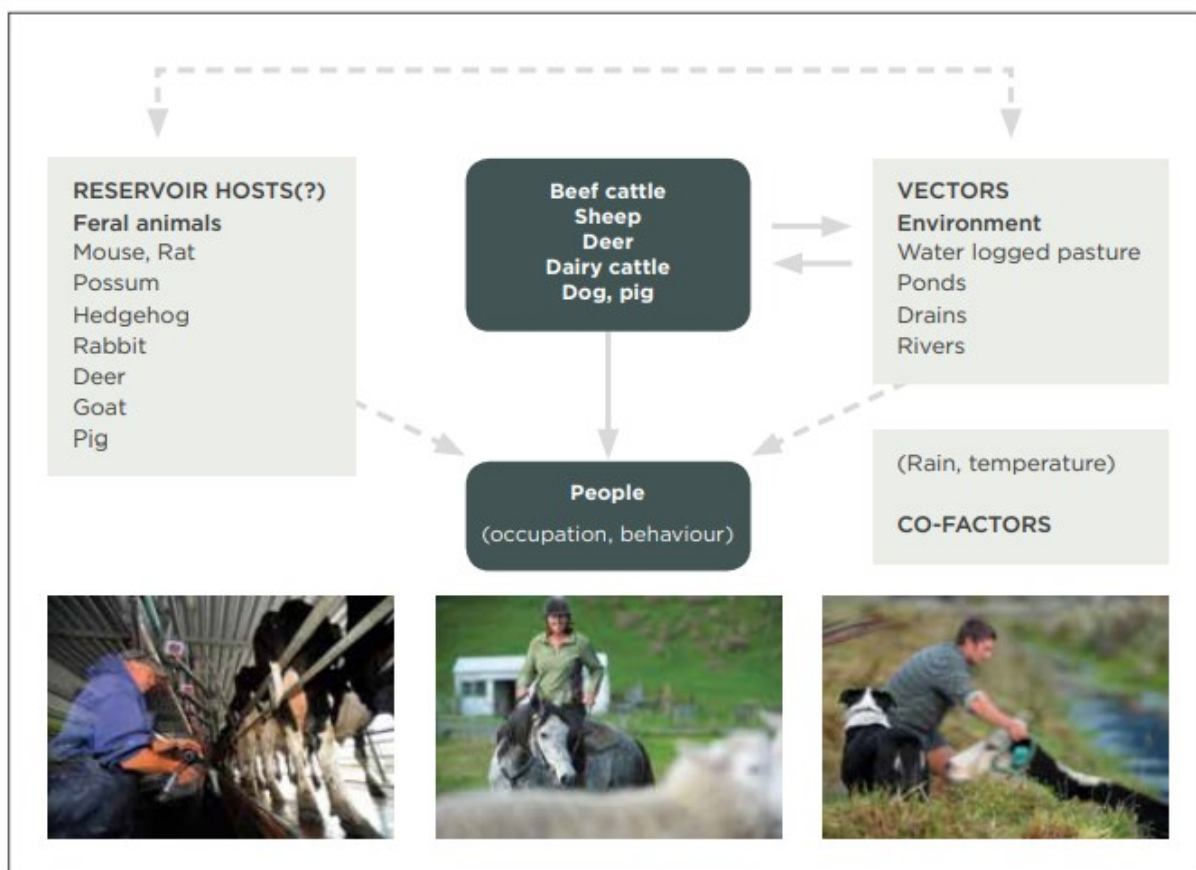 RESERVOIR HOSTS(?)
Feral animals
Mouse, Rat
Possum
Hedgehog
Rabbit
Deer
Goat
Pig
Beef cattle
Sheep
Deer
Dairy cattle
Dog, pig
VECTORS
Environment
Water logged pasture
Ponds
Drains
Rivers
People
(occupation, behaviour)
(Rain, temperature)
CO-FACTORS